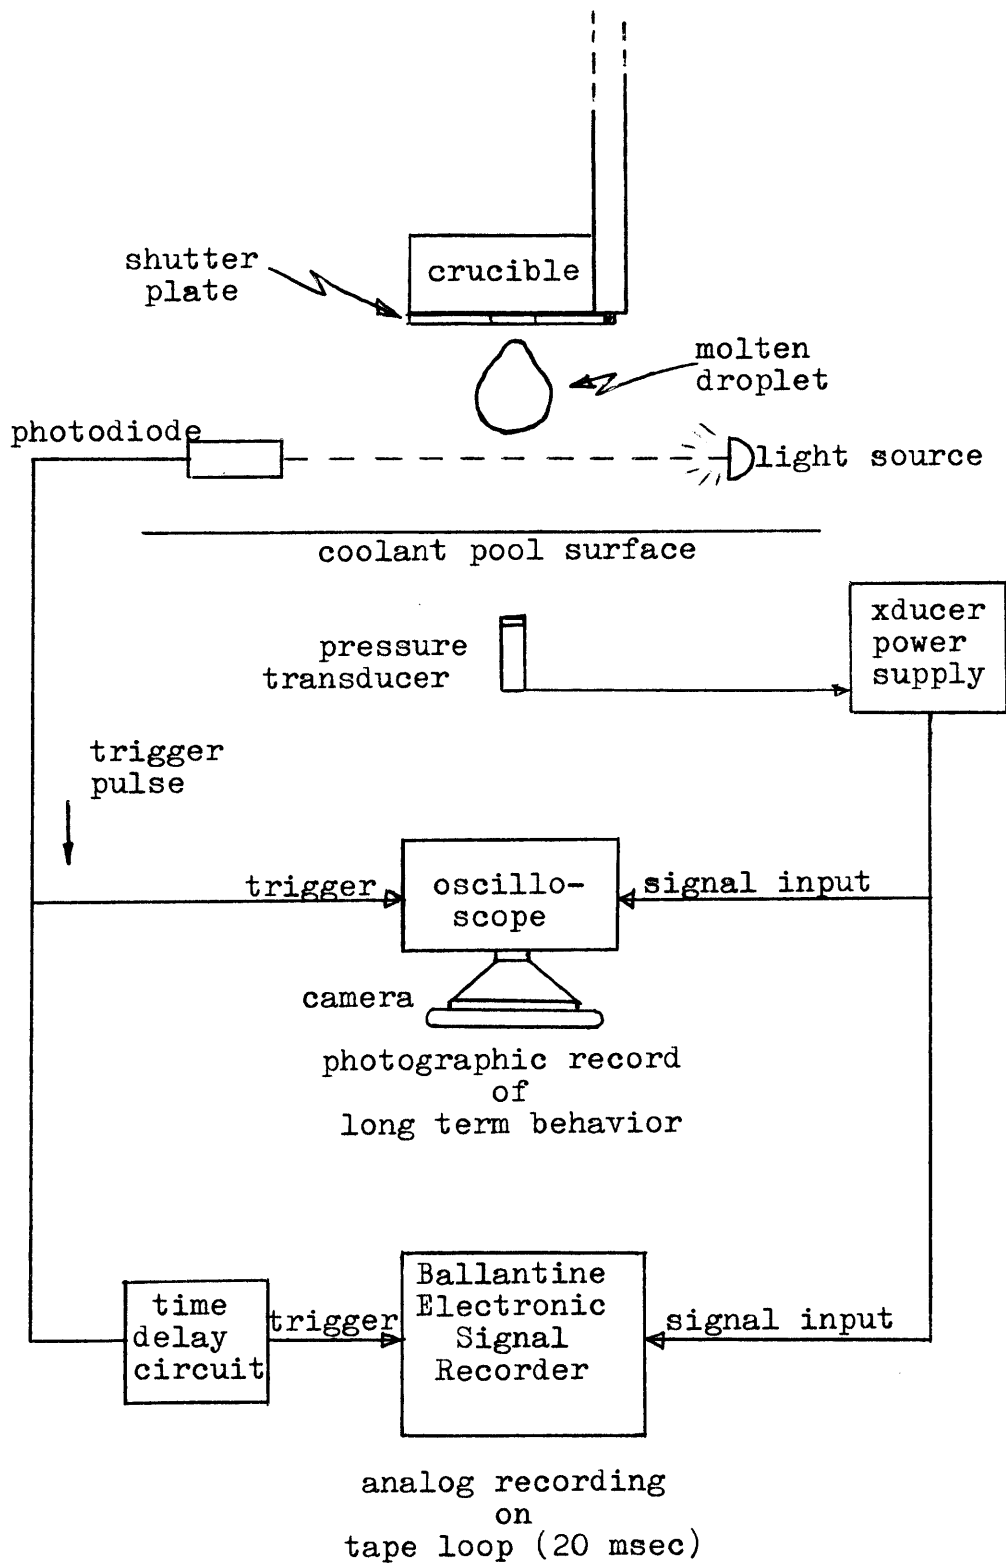 crucible
shutter
plate
molten
droplet
photodiode
light source
coolant pool surface
xducer
power
supply
pressure
transducer
trigger
pulse
trigger
oscillo-
scope
signal input
camera
photographic record
of
long term behavior
time
delay
circuit
trigger
Ballantine
Electronic
Signal
Recorder
signal input
analog recording
on
tape loop (20 msec)